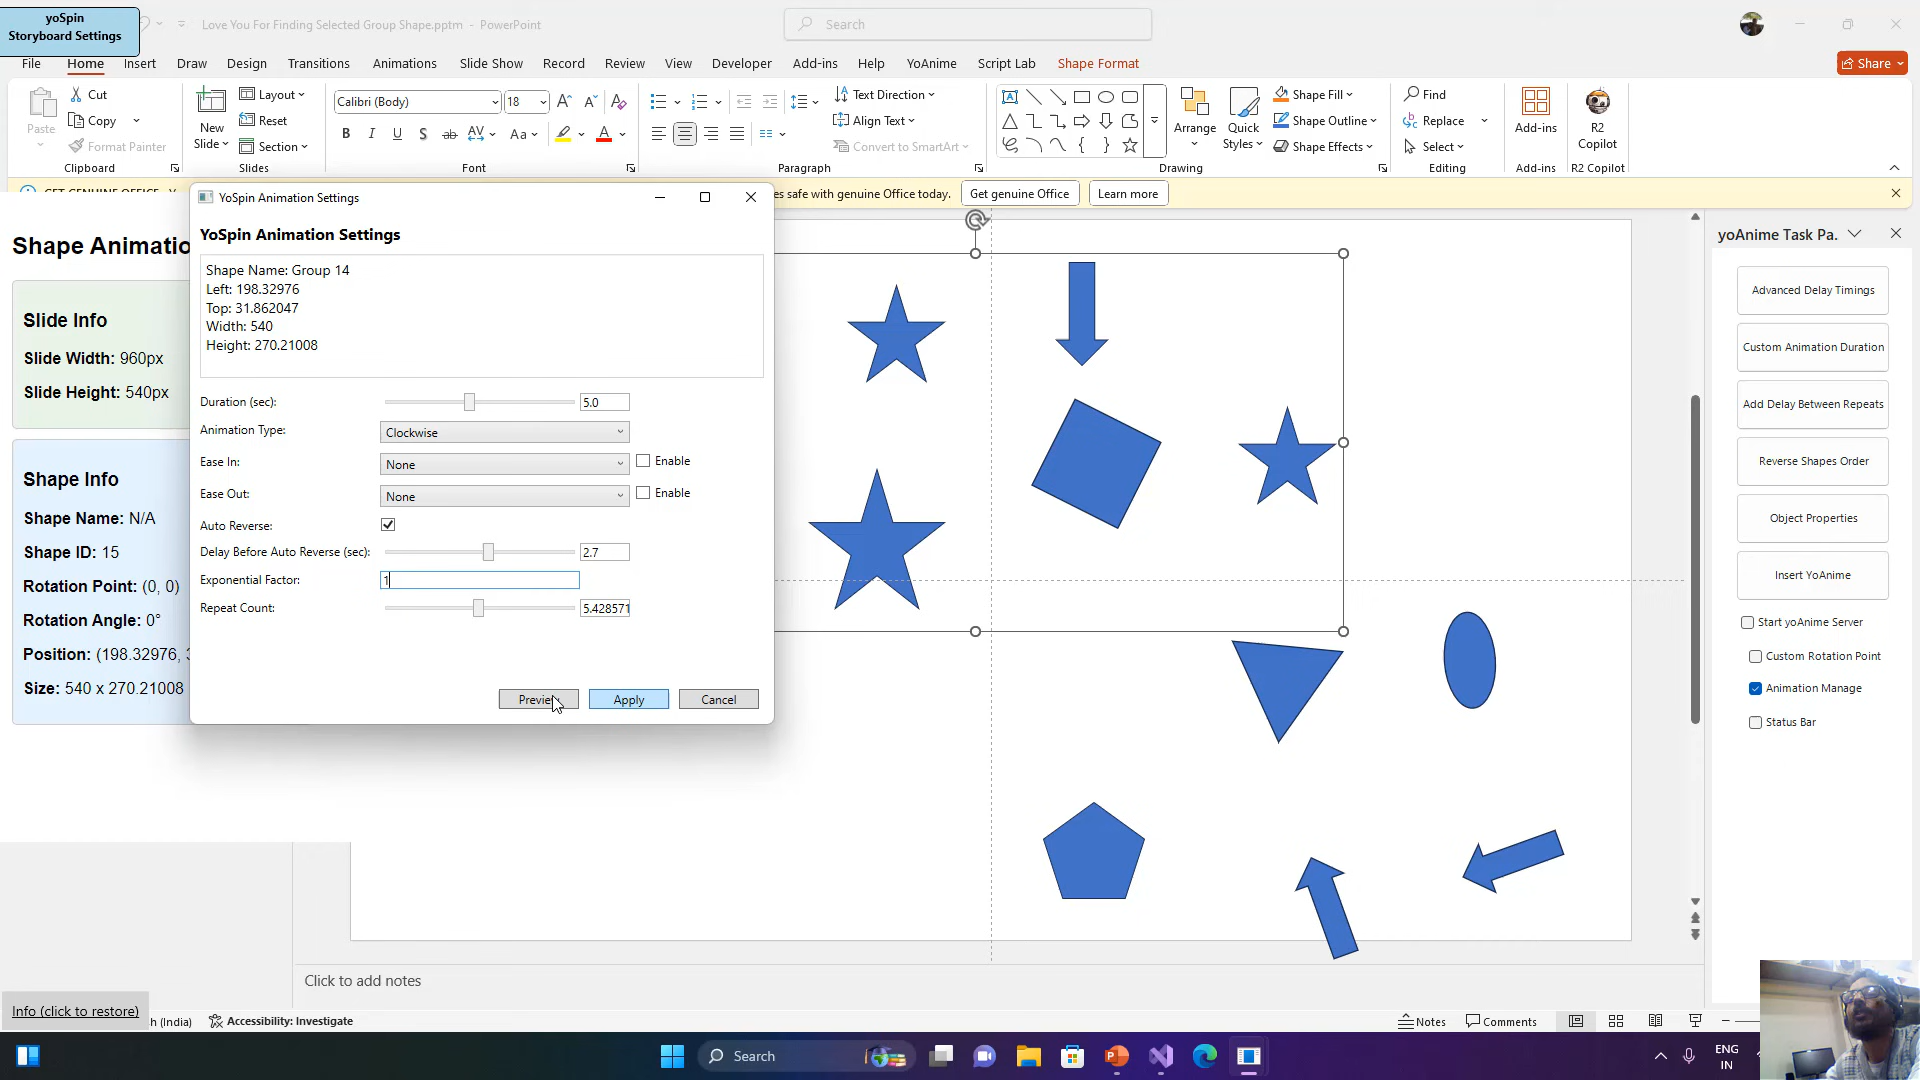 yoSpin
Storyboard Settings
Love You For Finding Selected Group Shape.pptm - PowerPoint
Search
File Home Insert Draw Design Transitions Animations Slide Show Record Review View Developer Add-ins Help YoAnime Script Lab Shape Format
Share
Paste
Cut
Copy
Format Painter
Clipboard
New
Slide
Layout
Reset
Section
Slides
Calibri (Body)
18
B I U S ab AV Aa A
Font
Text Direction
Align Text
Convert to SmartArt
Paragraph
Arrange
Quick
Styles
Shape Fill
Shape Outline
Shape Effects
Drawing
Find
Replace
Select
Editing
Add-ins
Add-ins
R2
Copilot
R2 Copilot
es safe with genuine Office today.
Get genuine Office
Learn more
YoSpin Animation Settings
YoSpin Animation Settings
Shape Name: Group 14
Left: 198.32976
Top: 31.862047
Width: 540
Height: 270.21008
Duration (sec): 5.0
Animation Type: Clockwise
Ease In: None Enable
Ease Out: None Enable
Auto Reverse:
Delay Before Auto Reverse (sec): 2.7
Exponential Factor: 1
Repeat Count: 5.428571
Preview
Apply
Cancel
Shape Animatio
Slide Info
Slide Width: 960px
Slide Height: 540px
Shape Info
Shape Name: N/A
Shape ID: 15
Rotation Point: (0, 0)
Rotation Angle: 0°
Position: (198.32976,
Size: 540 x 270.21008
yoAnime Task Pa.
Advanced Delay Timings
Custom Animation Duration
Add Delay Between Repeats
Reverse Shapes Order
Object Properties
Insert YoAnime
Start yoAnime Server
Custom Rotation Point
Animation Manage
Status Bar
Click to add notes
Info (click to restore)
h (India)
Accessibility: Investigate
Notes
Comments
Search
ENG
IN